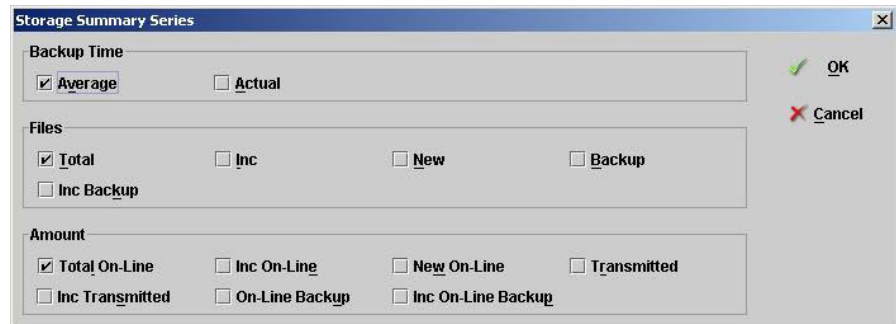 Storage Summary Series
Backup Time
Average Actual
OK
Cancel
Files
Total Inc New Backup
Inc Backup
Amount
Total On-Line Inc On-Line New On-Line Transmitted
Inc Transmitted On-Line Backup Inc On-Line Backup